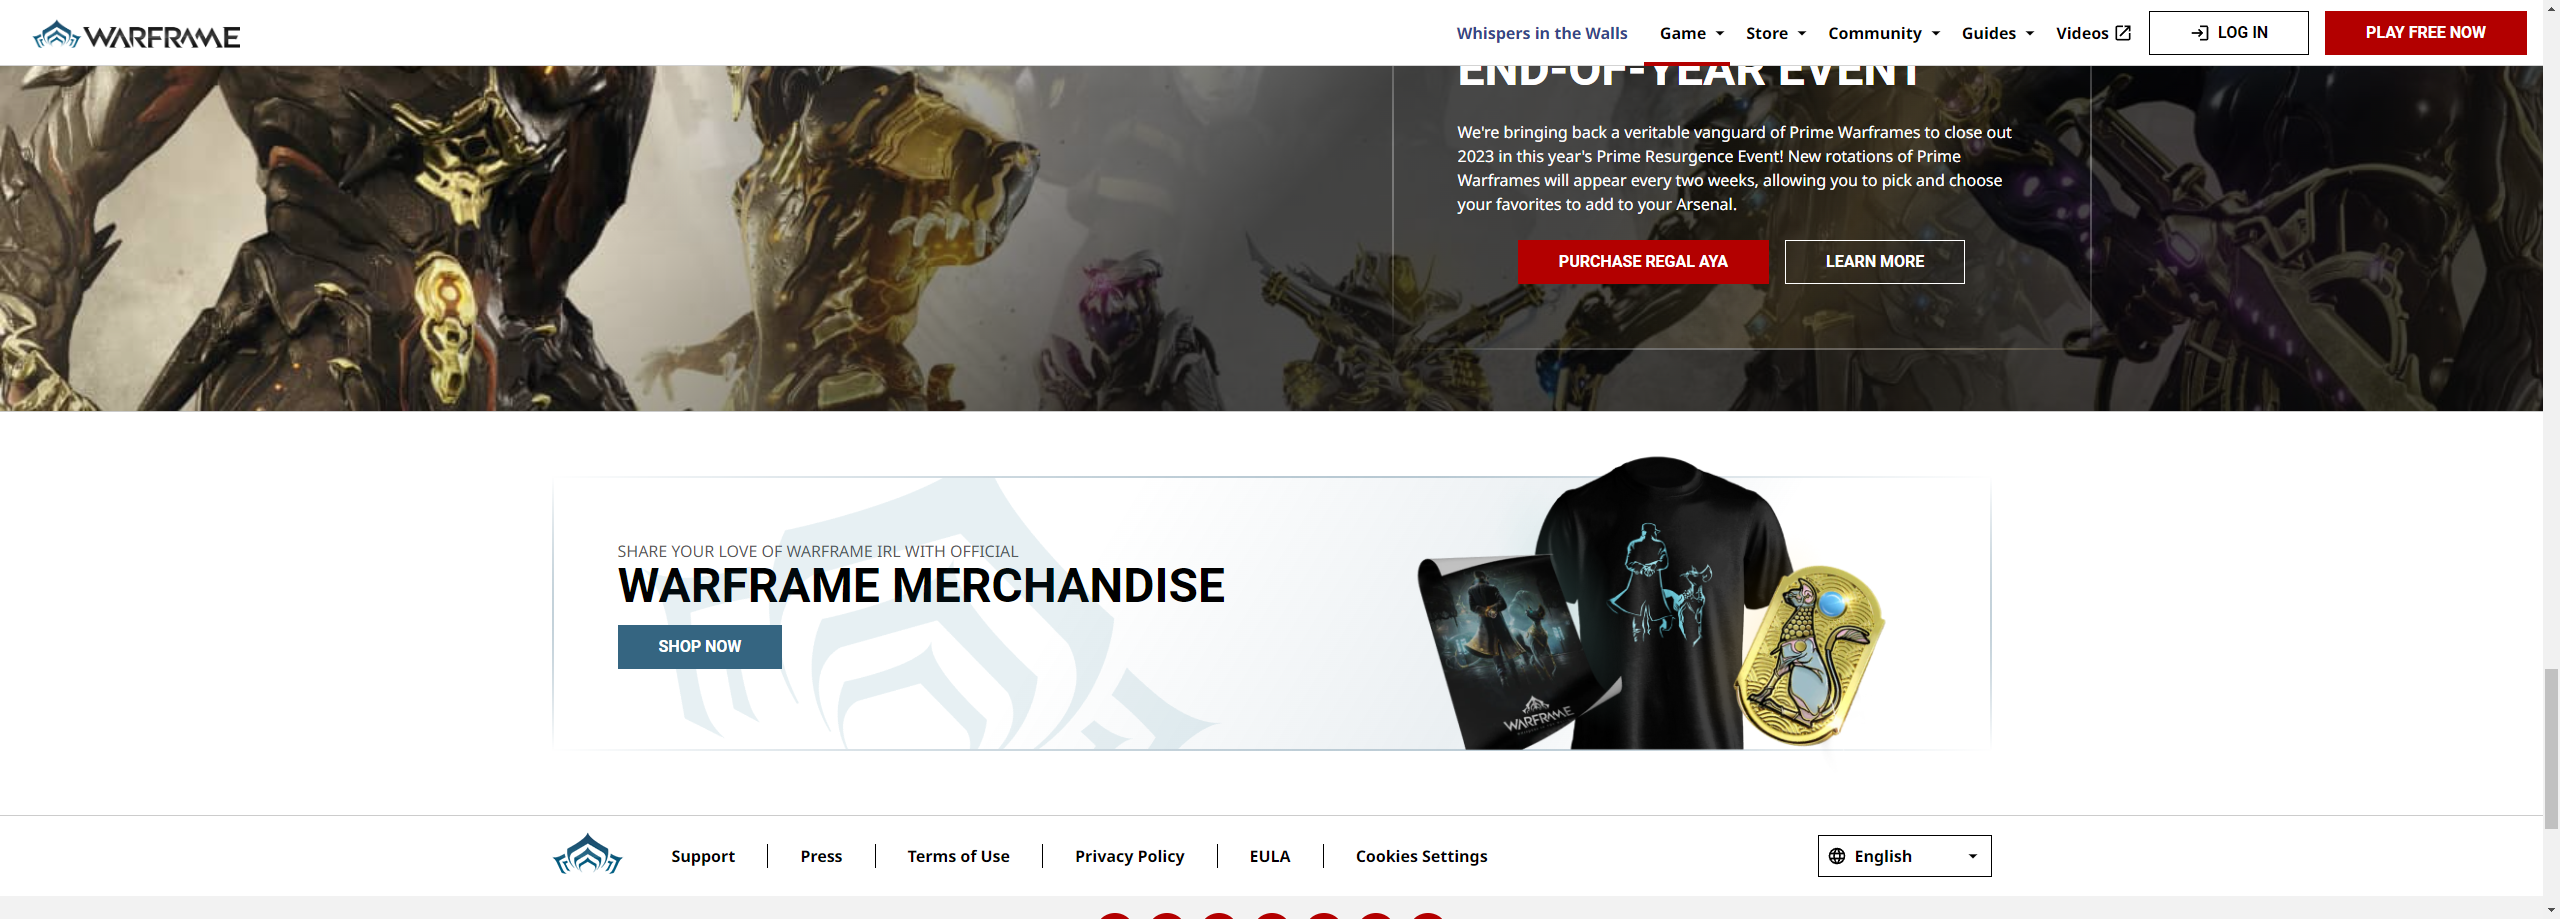 WARFRAME
Whispers in the Walls
Game
Store
Community
Guides
Videos
LOG IN
PLAY FREE NOW
END-OF-YEAR EVENT
We're bringing back a veritable vanguard of Prime Warframes to close out
2023 in this year's Prime Resurgence Event! New rotations of Prime
Warframes will appear every two weeks, allowing you to pick and choose
your favorites to add to your Arsenal.
PURCHASE REGAL AYA
LEARN MORE
SHARE YOUR LOVE OF WARFRAME IRL WITH OFFICIAL
WARFRAME MERCHANDISE
SHOP NOW
WARFRAME
Support
Press
Terms of Use
Privacy Policy
EULA
Cookies Settings
English